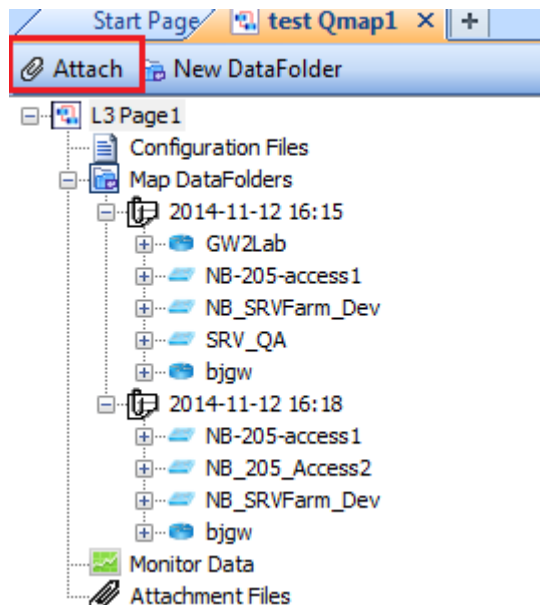 Start Page test Qmap1 × +
Attach New DataFolder
L3 Page1
Configuration Files
Map DataFolders
2014-11-12 16:15
GW2Lab
NB-205-access1
NB_SRVFarm_Dev
SRV_QA
bjgw
2014-11-12 16:18
NB-205-access1
NB_205_Access2
NB_SRVFarm_Dev
bjgw
Monitor Data
Attachment Files